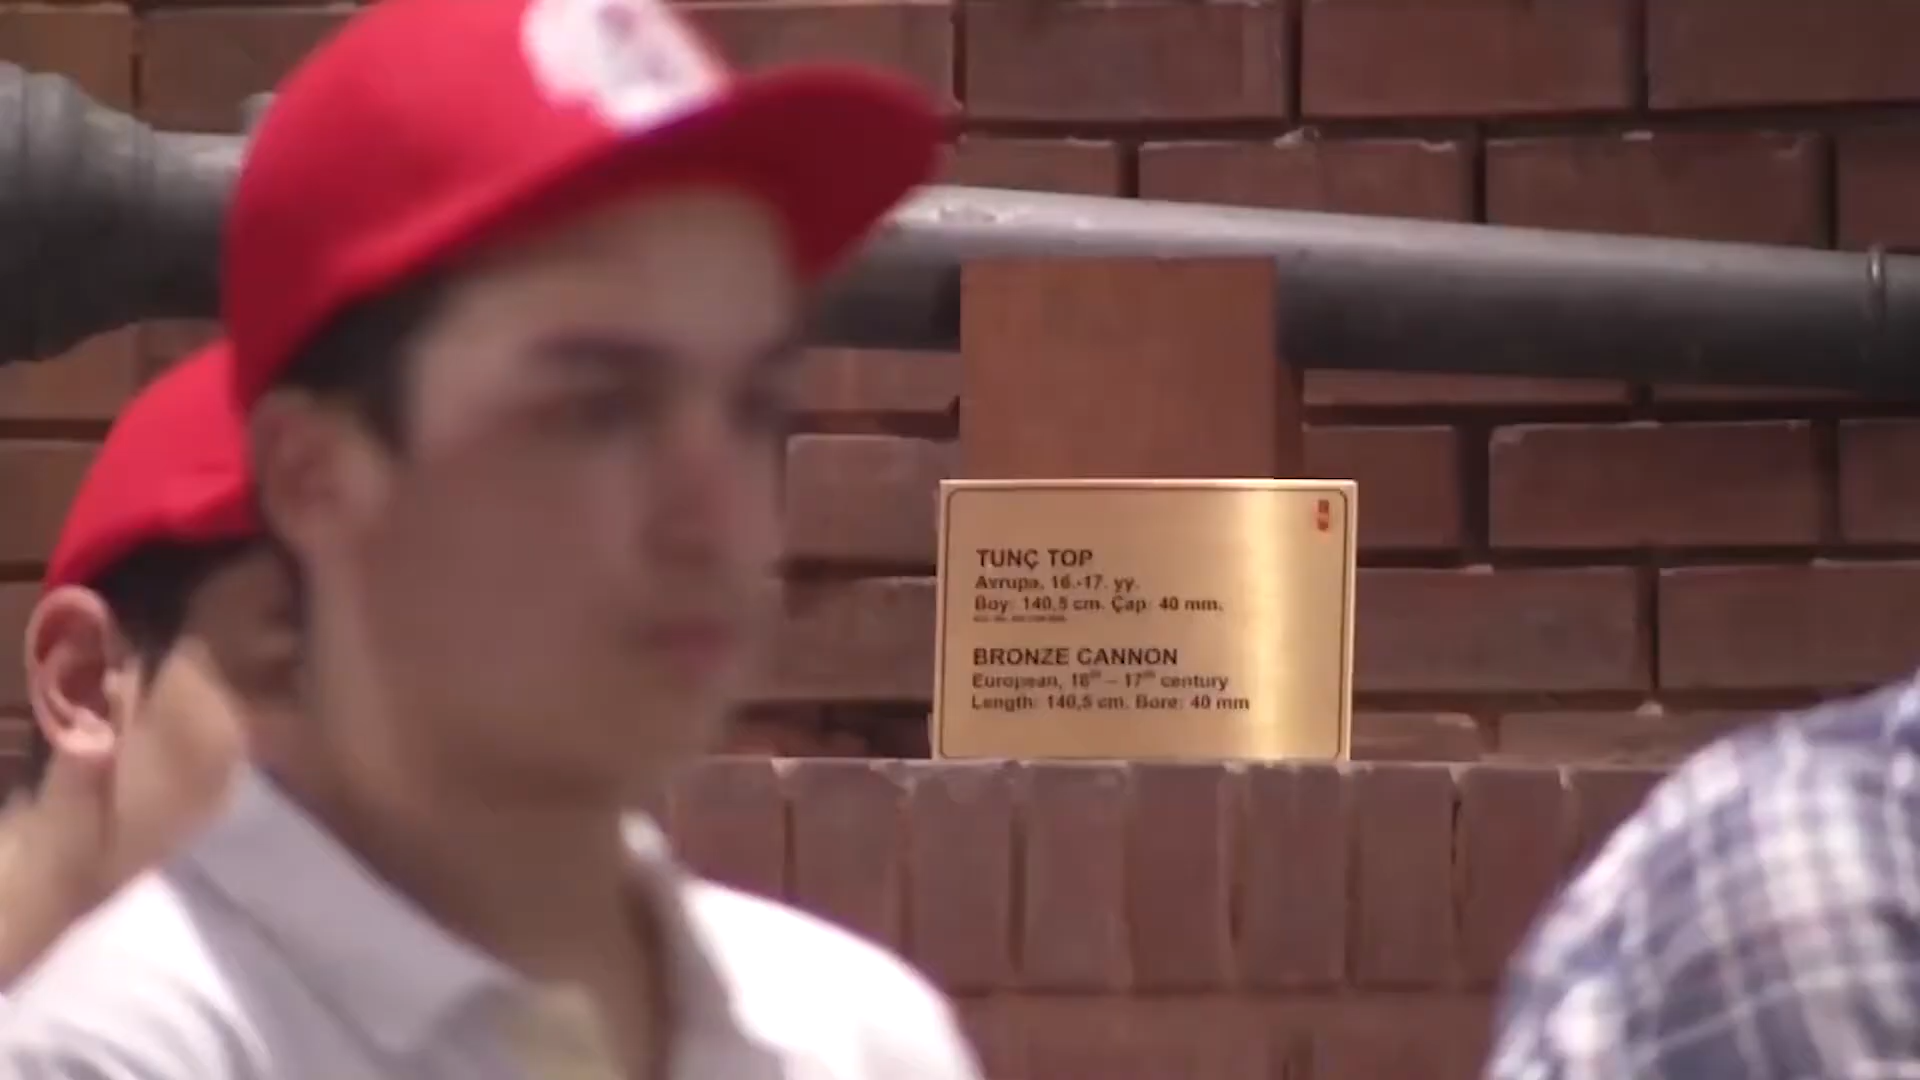 TUNÇ TOP
Avrupa, 16.-17. yy.
Boy: 140,5 cm. Çap: 40 mm.
BRONZE CANNON
European, 16th – 17th century
Length: 140,5 cm. Bore: 40 mm